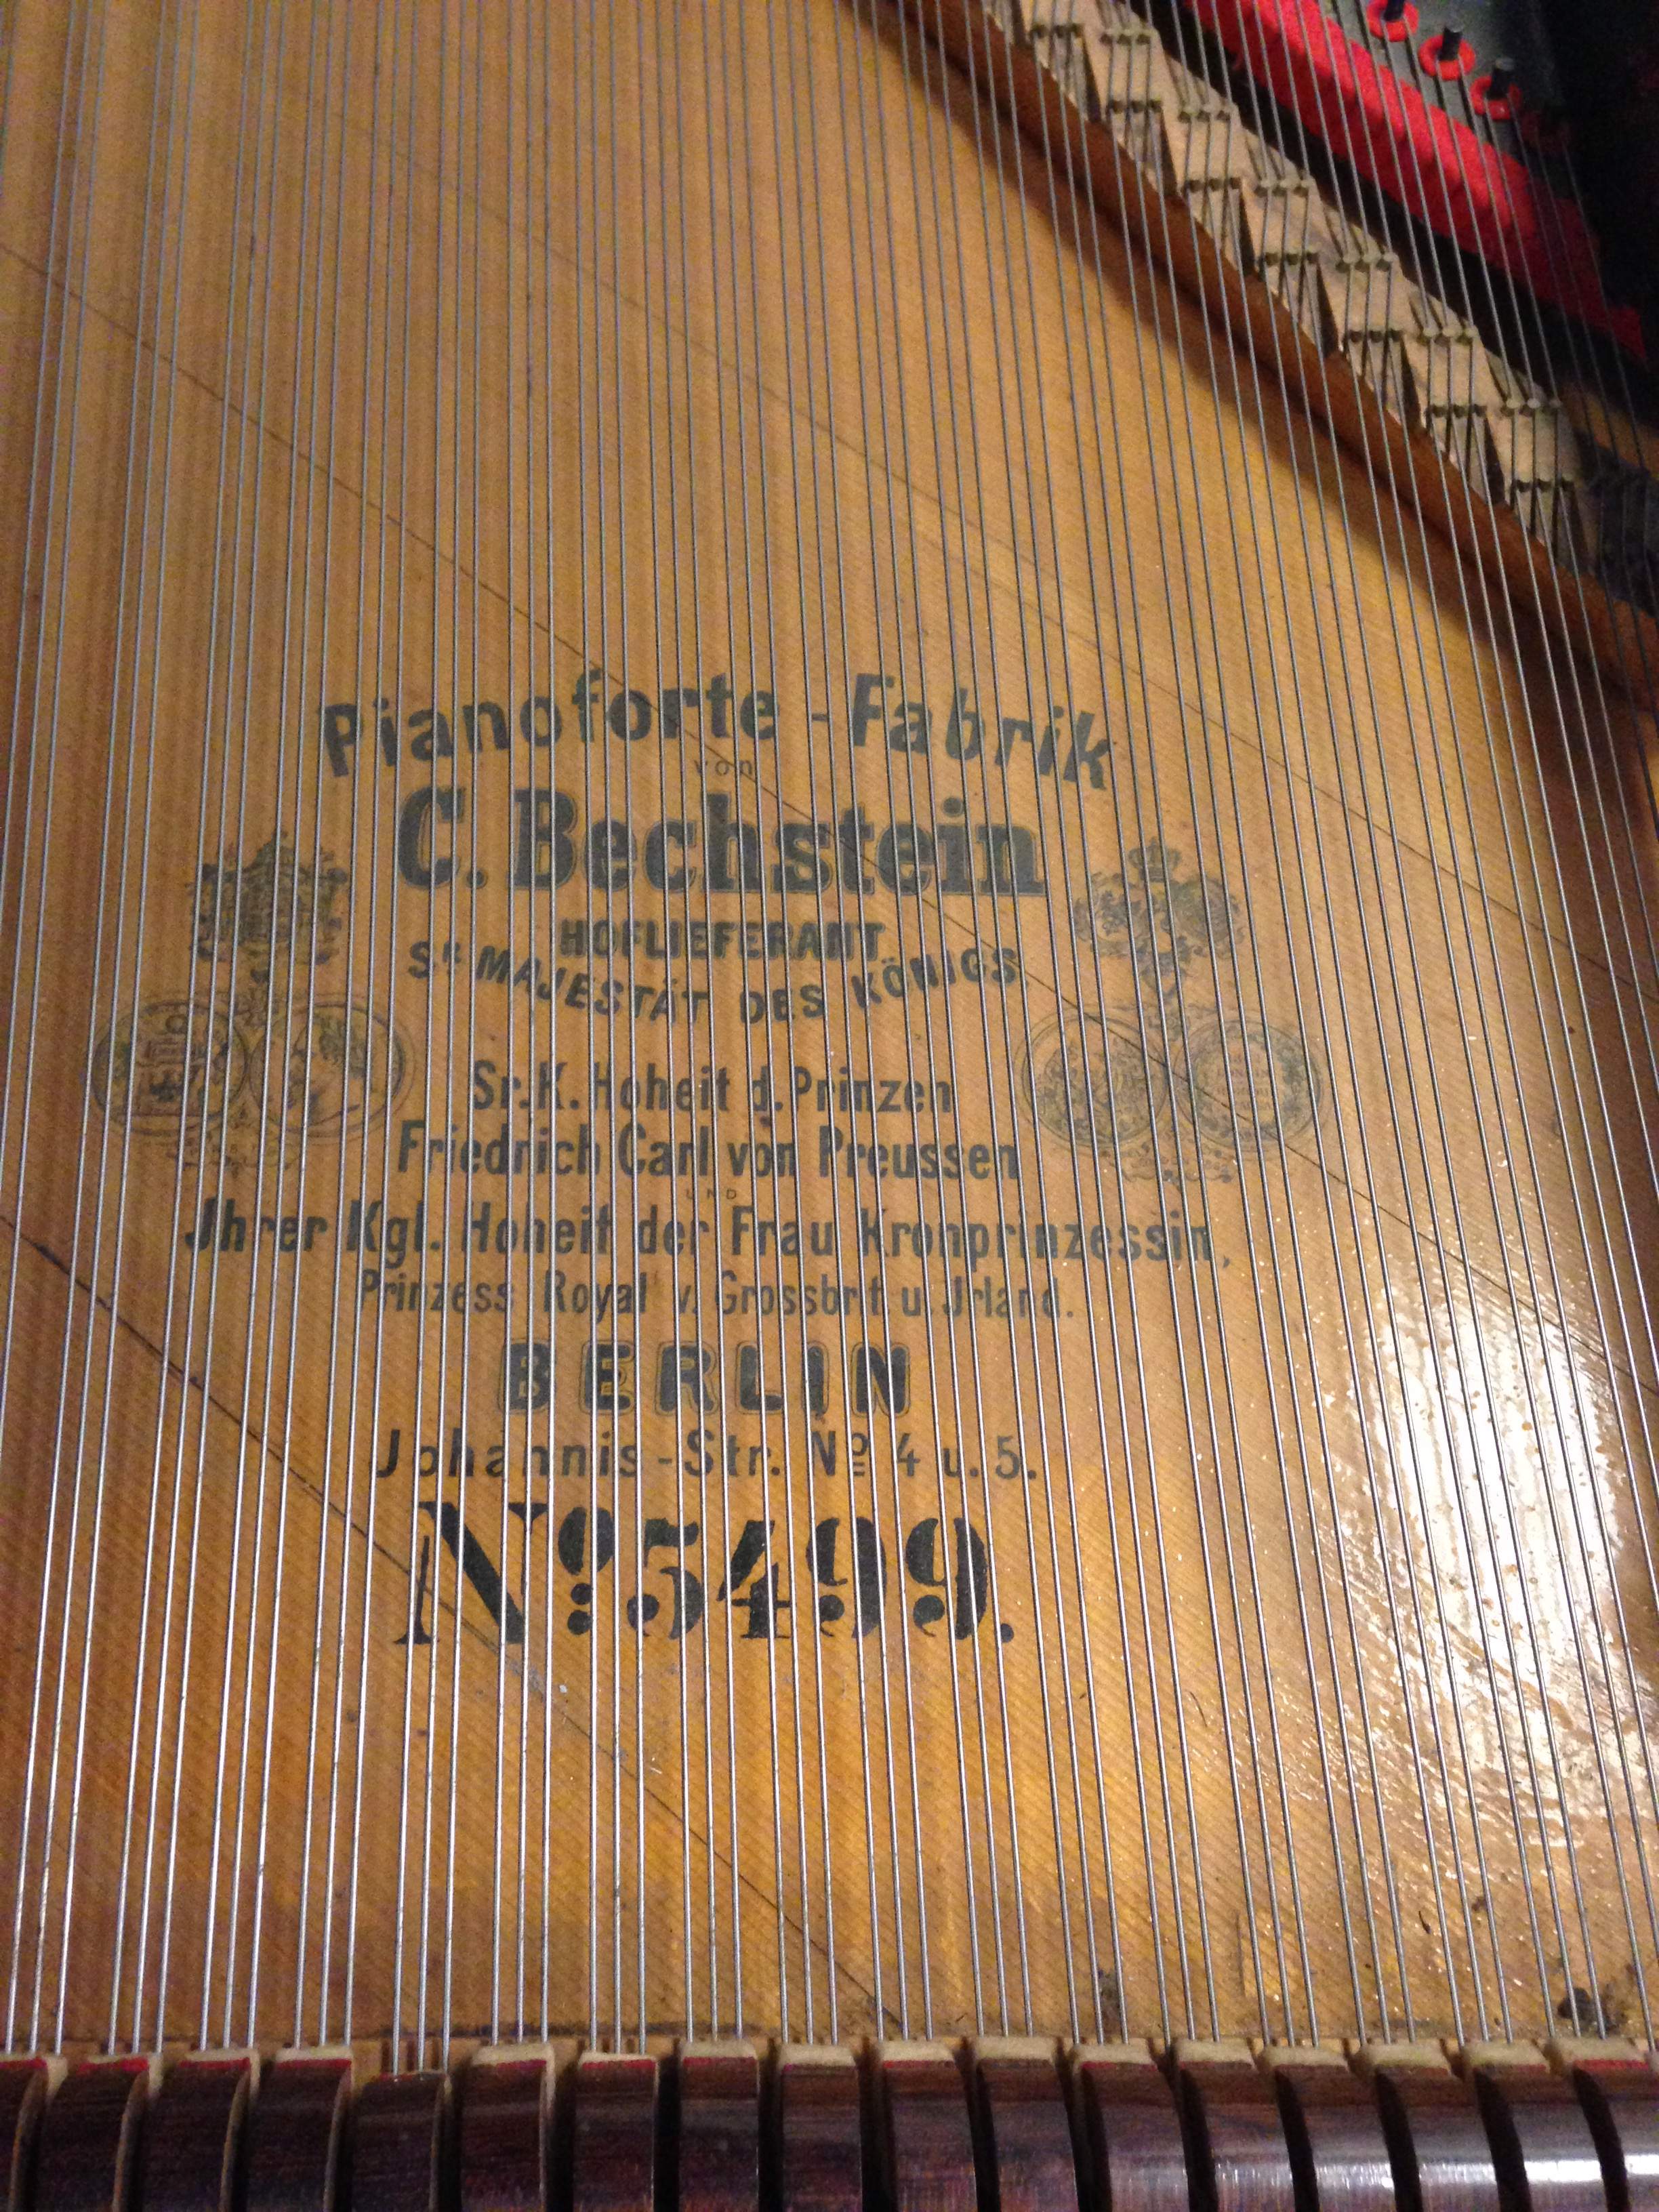 Pianoforte-Fabrik
von
C. Bechstein
HOFLIEFERANT
Sr MAJESTÄT DES KÖNIGS,
Sr. K. Hoheit d. Prinzen
Friedrich Carl von Preussen
UND
Jhrer Kgl. Hoheit der Frau Kronprinzessin,
Prinzess Royal v. Grossbrit u. Jrland.
BERLIN
Johannis-Str. No 4 u. 5.
No 5499.